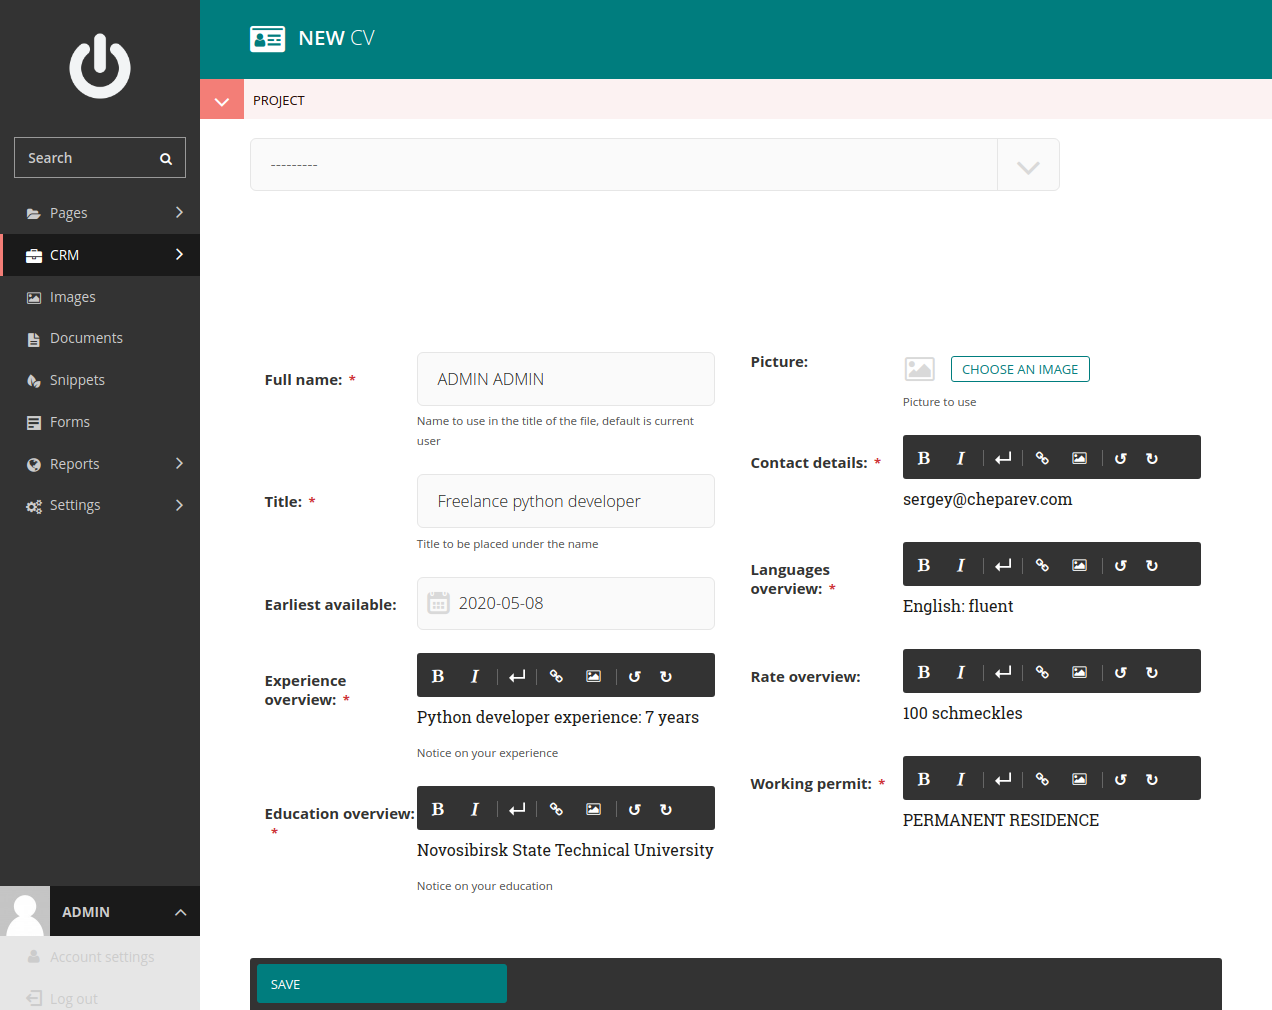 NEW CV
PROJECT
---------
Search
Pages
CRM
Images
Documents
Snippets
Forms
Reports
Settings
ADMIN
Account settings
Log out
Full name: *
ADMIN ADMIN
Name to use in the title of the file, default is current
user
Title: *
Freelance python developer
Title to be placed under the name
Earliest available:
2020-05-08
Experience
overview: *
B I
Python developer experience: 7 years
Notice on your experience
Education overview:
*
B I
Novosibirsk State Technical University
Notice on your education
Picture:
CHOOSE AN IMAGE
Picture to use
Contact details: *
B I
sergey@cheparev.com
Languages
overview: *
B I
English: fluent
Rate overview:
B I
100 schmeckles
Working permit: *
B I
PERMANENT RESIDENCE
SAVE